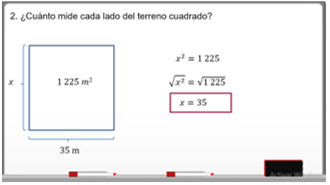 2. ¿Cuánto mide cada lado del terreno cuadrado?
x² = 1 225
x
1 225 m²
√x² = √1 225
x = 35
35 m